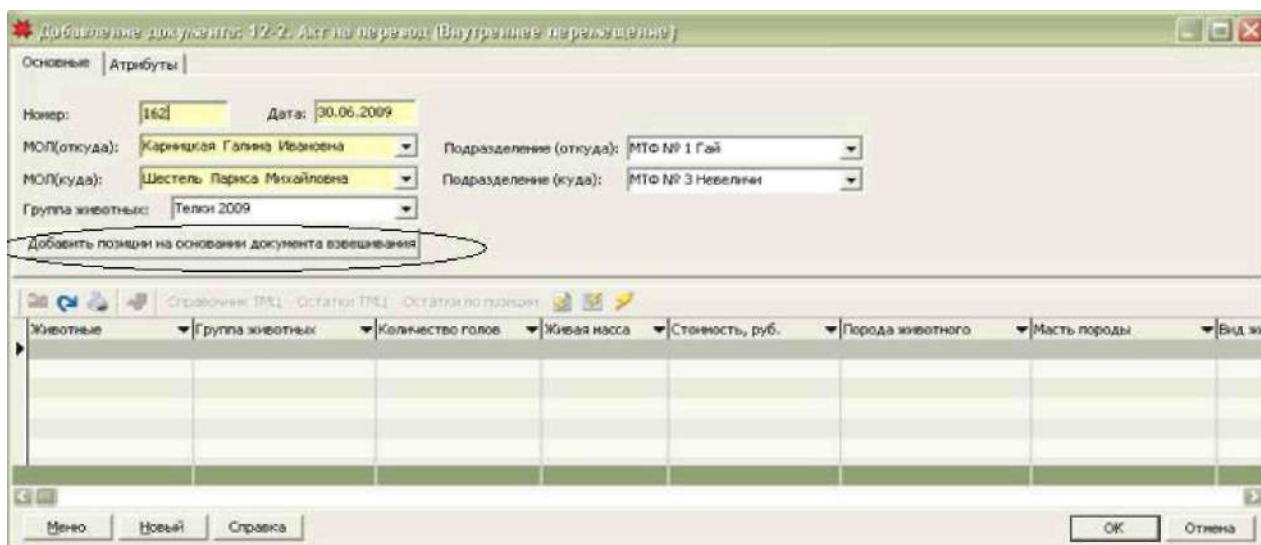 Добавление документа: 12-2. Акт на перевод (Внутреннее перемещение)
Основные Атрибуты
Номер: 162 Дата: 30.06.2009
МОЛ(откуда): Карницкая Галина Ивановна Подразделение (откуда): МТФ № 1 Гай
МОЛ(куда): Шестель Лариса Михайловна Подразделение (куда): МТФ № 3 Невеличи
Группа животных: Телки 2009
Добавить позиции на основании документа взвешивания
Справочник ТМЦ Остатки ТМЦ Остатки по позиции
Животные Группа животных Количество голов Живая масса Стоимость, руб. Порода животного Масть породы Вид жи
Меню Новый Справка OK Отмена